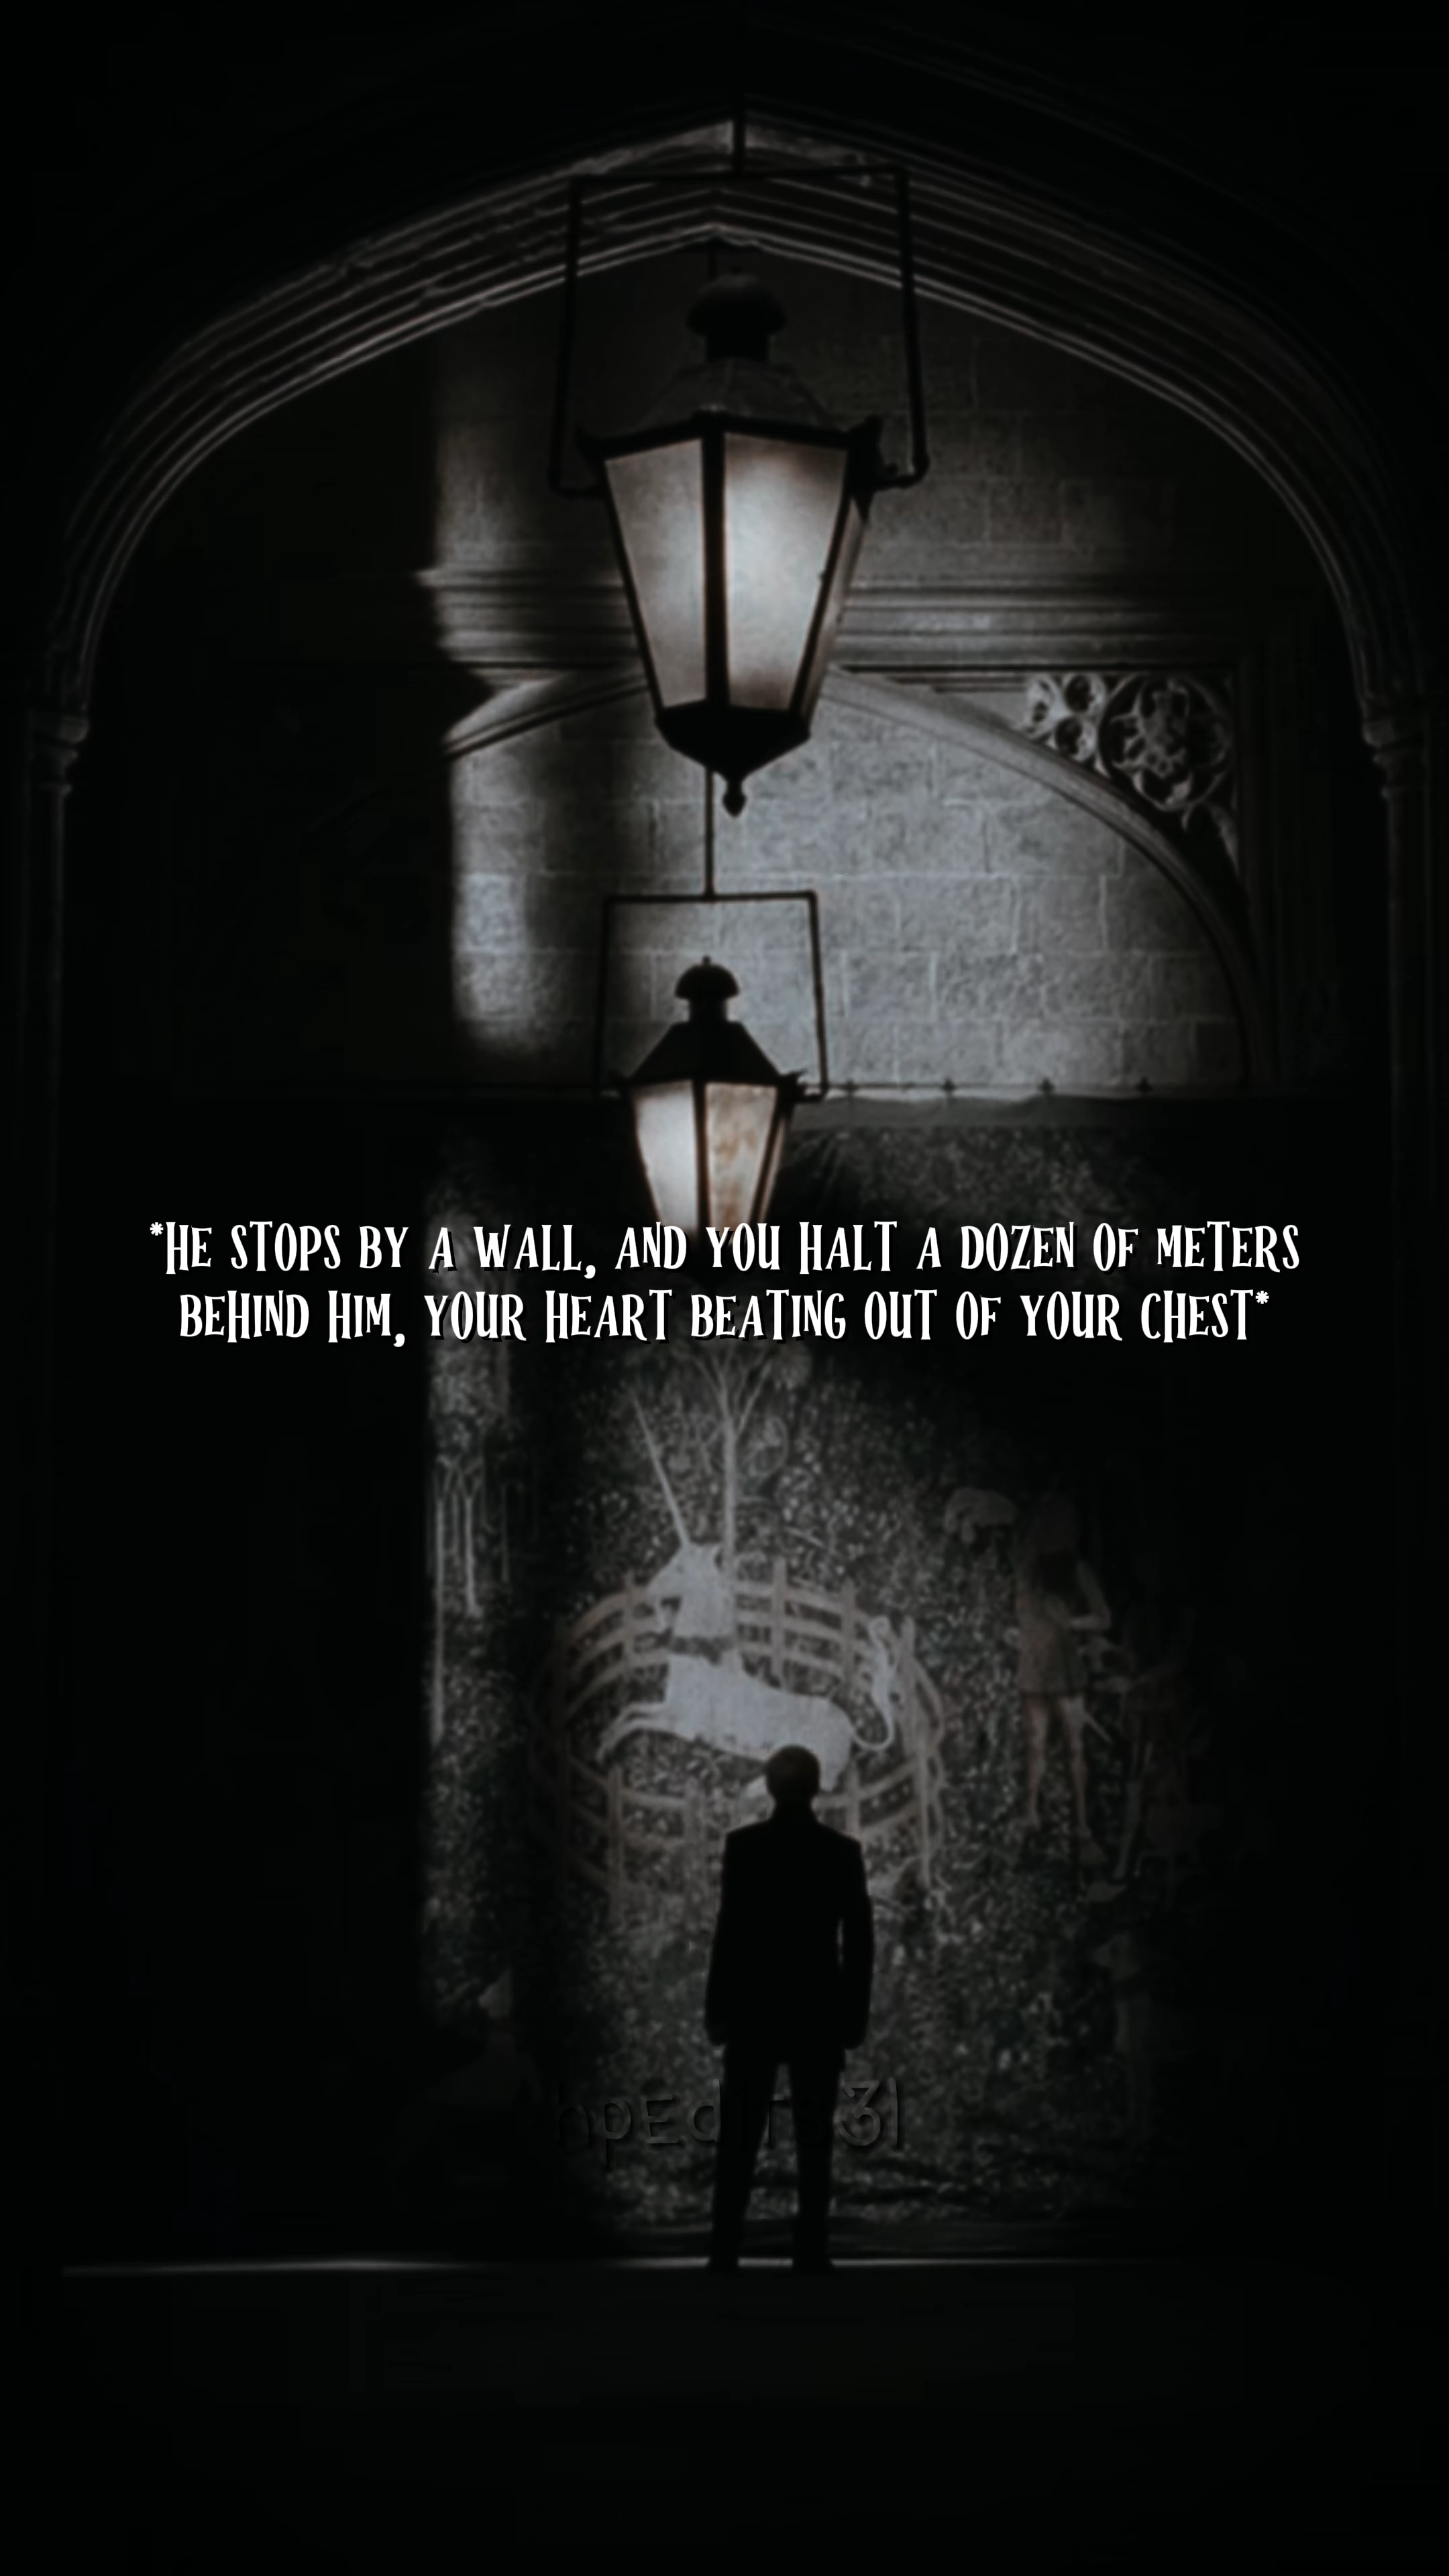 *HE STOPS BY A WALL, AND YOU HALT A DOZEN OF METERS
BEHIND HIM, YOUR HEART BEATING OUT OF YOUR CHEST*